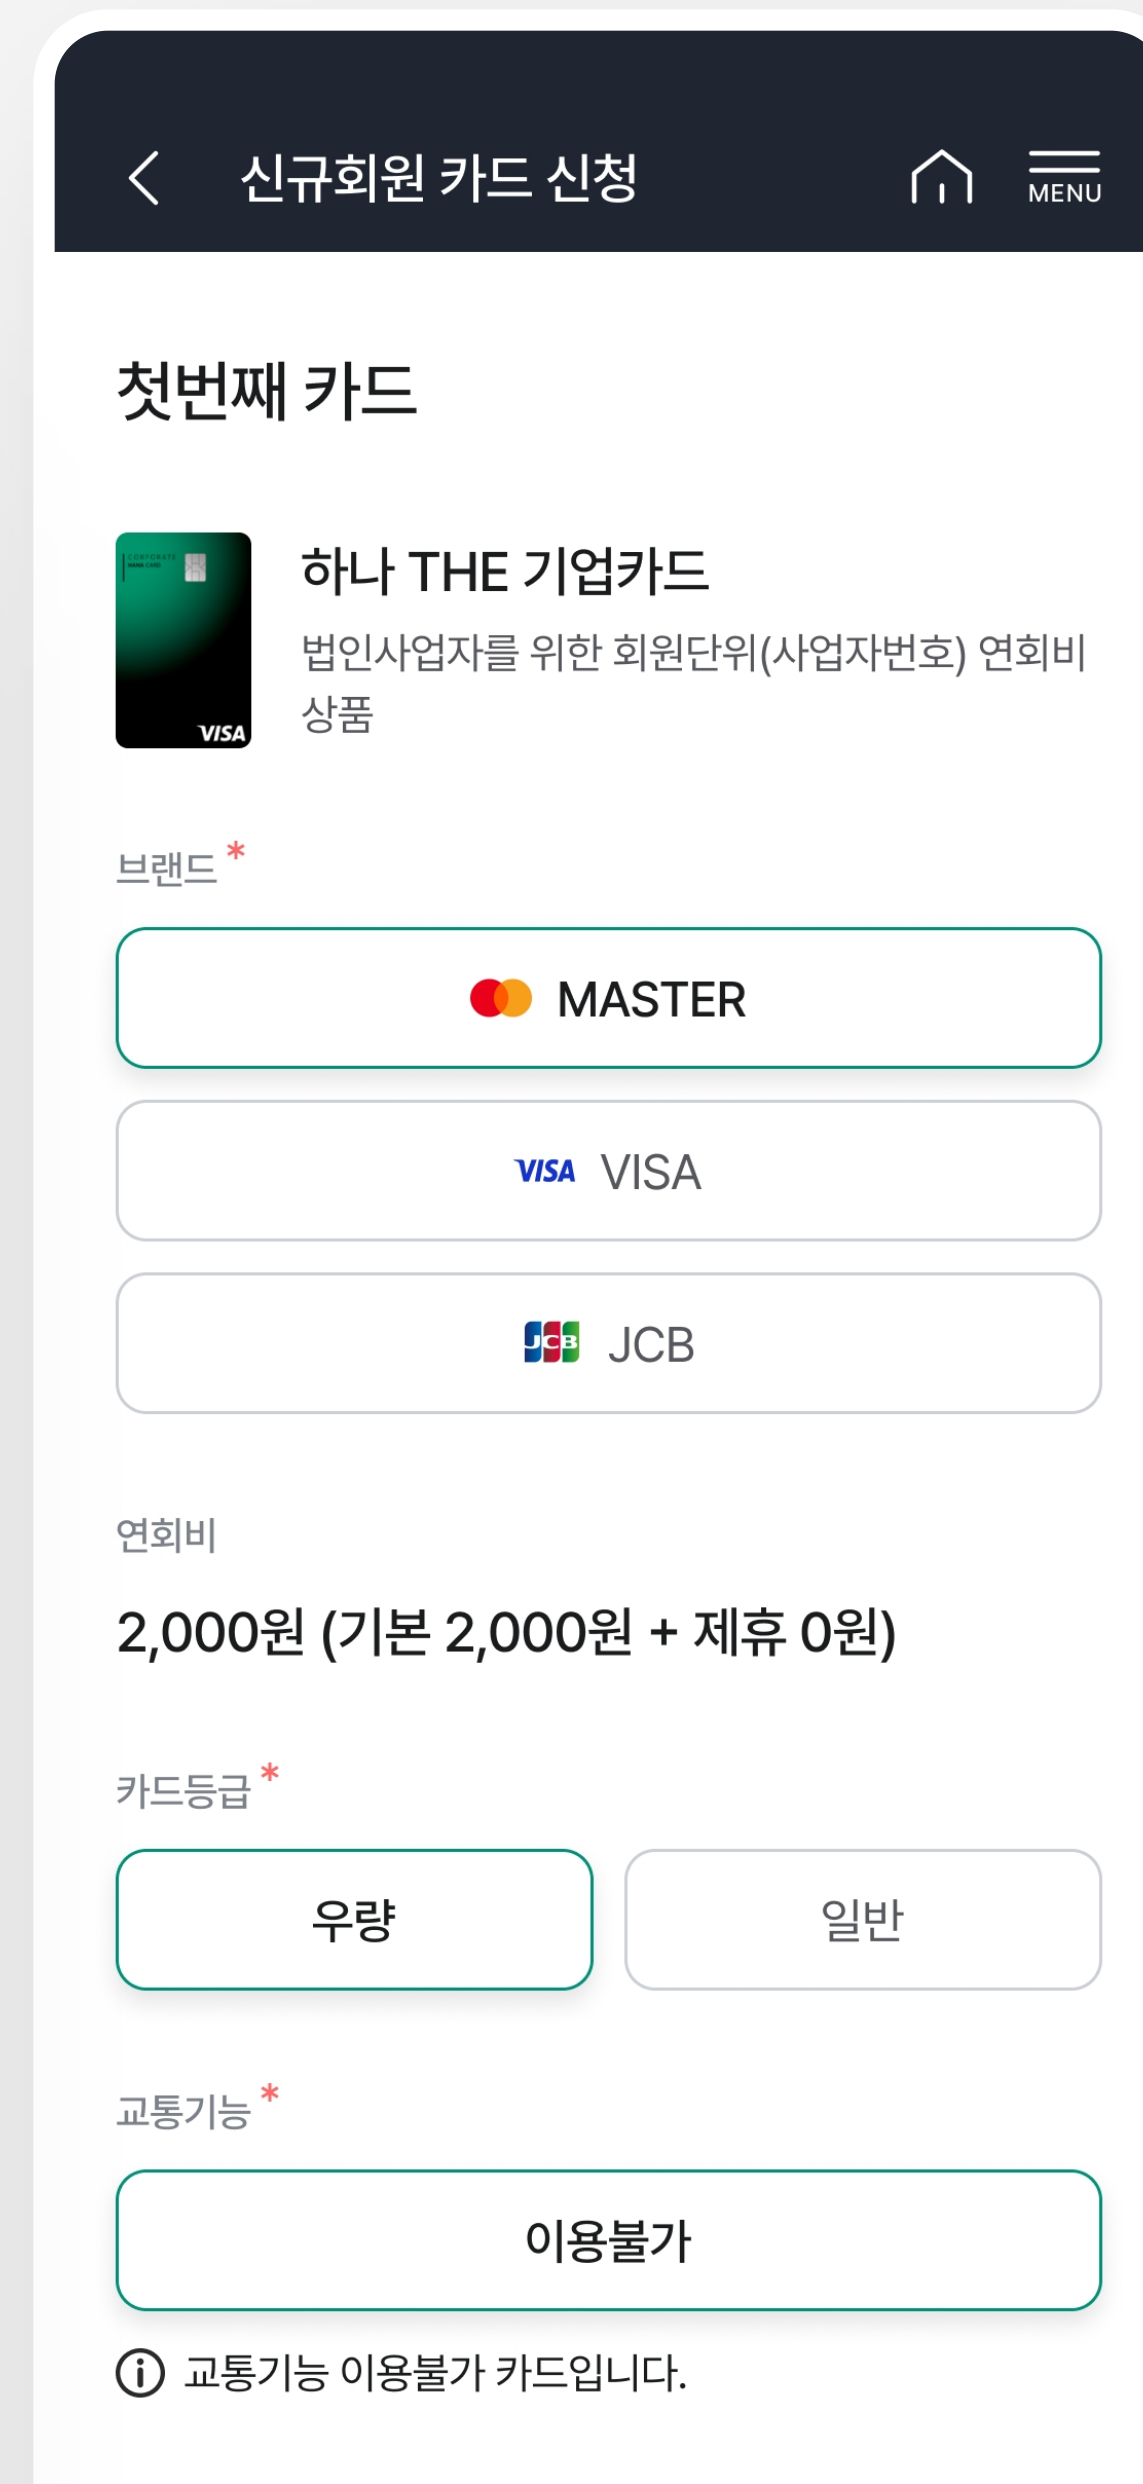 신규회원 카드 신청
MENU
첫번째 카드
CORPORATE
HANA CARD
VISA
하나 THE 기업카드
법인사업자를 위한 회원단위(사업자번호) 연회비
상품
브랜드 *
MASTER
VISA VISA
JCB JCB
연회비
2,000원 (기본 2,000원 + 제휴 0원)
카드등급 *
우량 일반
교통기능 *
이용불가
교통기능 이용불가 카드입니다.